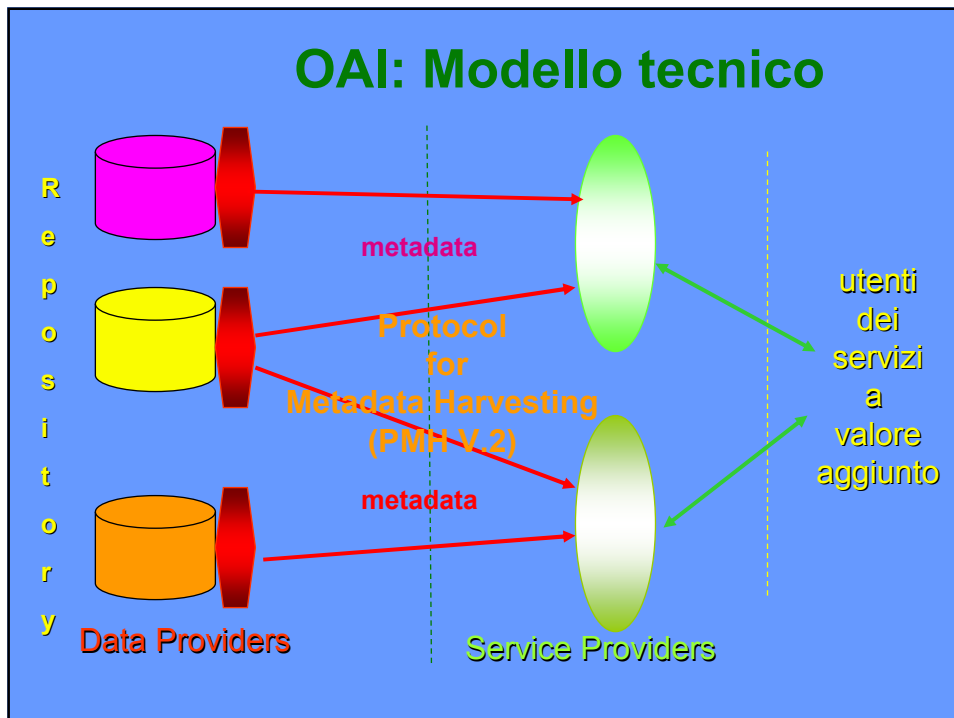 OAI: Modello tecnico
Repository
metadata
Protocol
for
Metadata Harvesting
(PMH V.2)
metadata
utenti
dei
servizi
a
valore
aggiunto
Data Providers
Service Providers